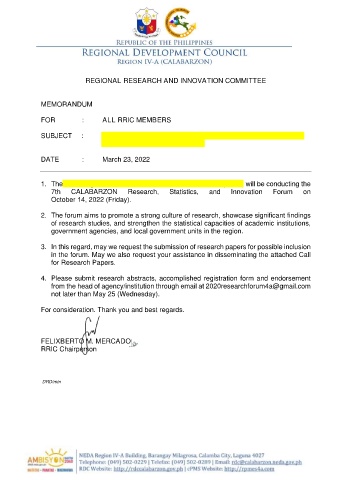 REPUBLIC OF THE PHILIPPINES
REGIONAL DEVELOPMENT COUNCIL
REGION IV-A (CALABARZON)
REGIONAL RESEARCH AND INNOVATION COMMITTEE
MEMORANDUM
FOR : ALL RRIC MEMBERS
SUBJECT :
DATE : March 23, 2022
1. The will be conducting the
7th CALABARZON Research, Statistics, and Innovation Forum on
October 14, 2022 (Friday).
2. The forum aims to promote a strong culture of research, showcase significant findings
of research studies, and strengthen the statistical capacities of academic institutions,
government agencies, and local government units in the region.
3. In this regard, may we request the submission of research papers for possible inclusion
in the forum. May we also request your assistance in disseminating the attached Call
for Research Papers.
4. Please submit research abstracts, accomplished registration form and endorsement
from the head of agency/institution through email at 2020researchforum4a@gmail.com
not later than May 25 (Wednesday).
For consideration. Thank you and best regards.
FELIXBERTO M. MERCADO
RRIC Chairperson
AMBISYON
NEDA Region IV-A Building, Barangay Milagrosa, Calamba City, Laguna 4027
Telephone: (049) 502-0229 | Telefax: (049) 509-3389 | Email: rdc@calabarzon.neda.gov.ph
RDC Website: http://rdcalabarzon.gov.ph | cPMS Website: http://rpmes4a.com